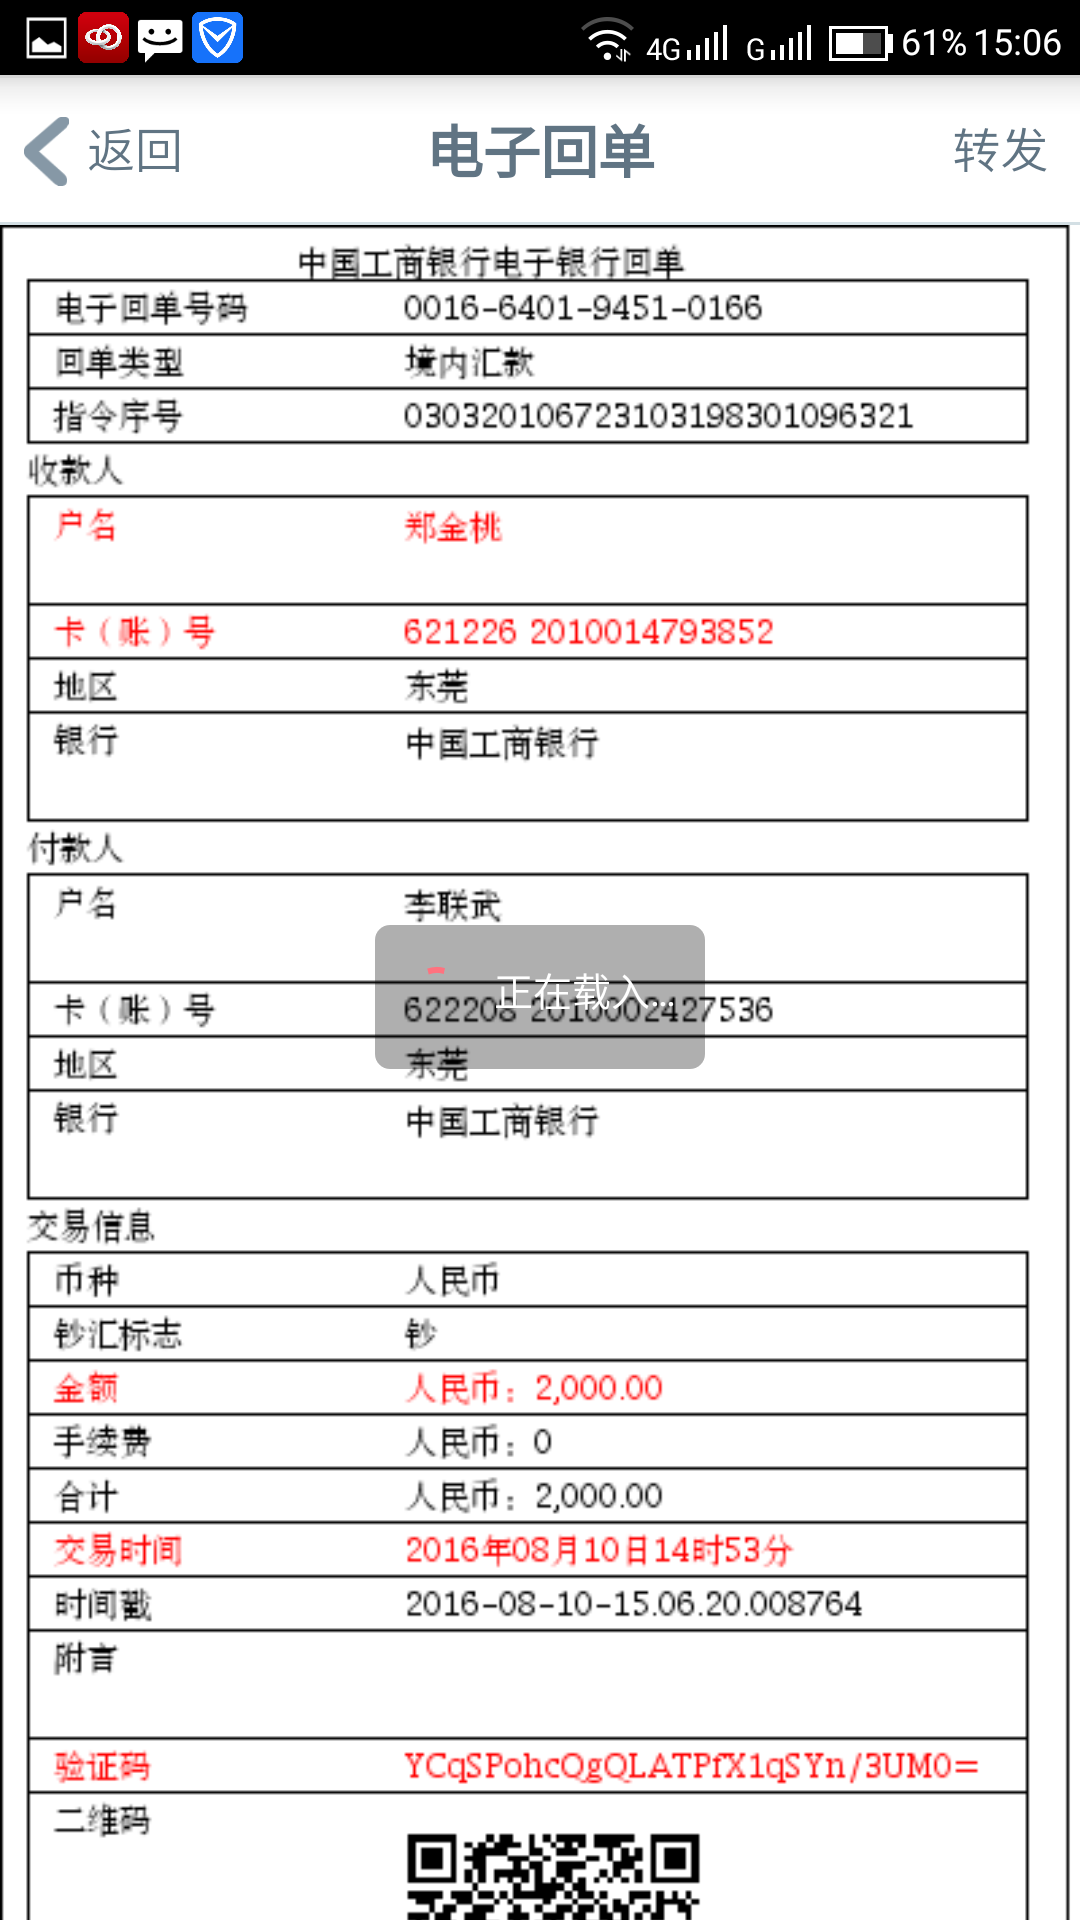 4G G 61% 15:06
返回 电子回单 转发
中国工商银行电子银行回单
电子回单号码 0016-6401-9451-0166
回单类型 境内汇款
指令序号 030320106723103198301096321
收款人
户名 郑金桃
卡（账）号 621226 2010014793852
地区 东莞
银行 中国工商银行
付款人
户名 李联武
正在载入...
卡（账）号 622208 2010002427536
地区 东莞
银行 中国工商银行
交易信息
币种 人民币
钞汇标志 钞
金额 人民币：2,000.00
手续费 人民币：0
合计 人民币：2,000.00
交易时间 2016年08月10日14时53分
时间戳 2016-08-10-15.06.20.008764
附言
验证码 YCqSPohcQgQLATPfX1qSYn/3UM0=
二维码